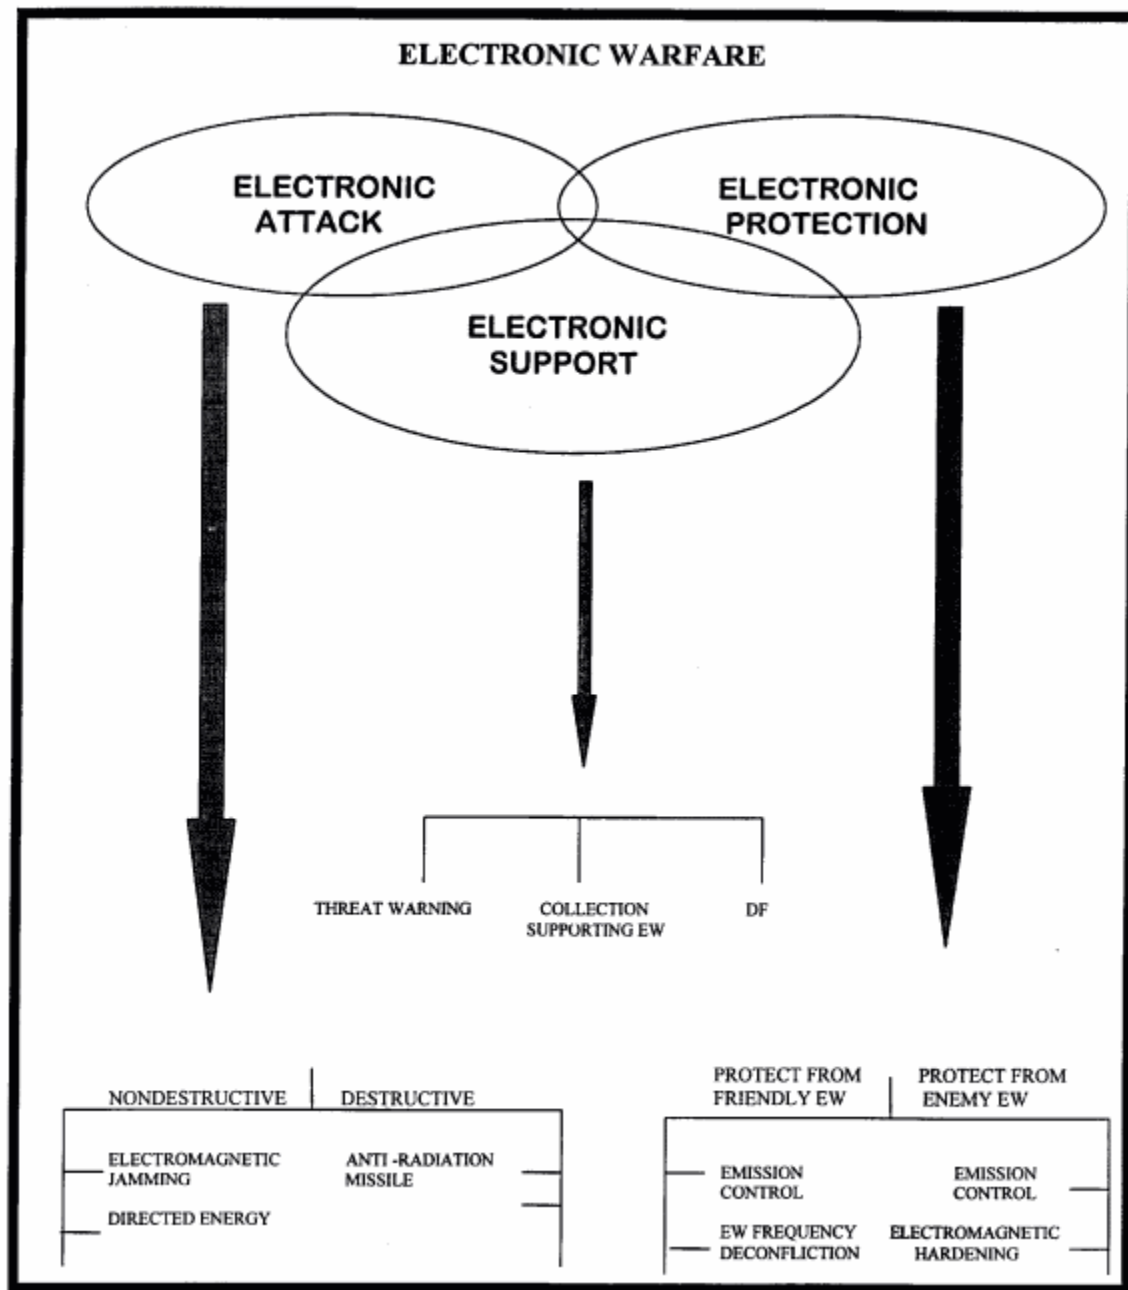 ELECTRONIC WARFARE
ELECTRONIC
ATTACK
ELECTRONIC
PROTECTION
ELECTRONIC
SUPPORT
THREAT WARNING
COLLECTION
SUPPORTING EW
DF
NONDESTRUCTIVE
DESTRUCTIVE
ELECTROMAGNETIC
JAMMING
DIRECTED ENERGY
ANTI -RADIATION
MISSILE
PROTECT FROM
FRIENDLY EW
PROTECT FROM
ENEMY EW
EMISSION
CONTROL
EW FREQUENCY
DECONFLICTION
EMISSION
CONTROL
ELECTROMAGNETIC
HARDENING